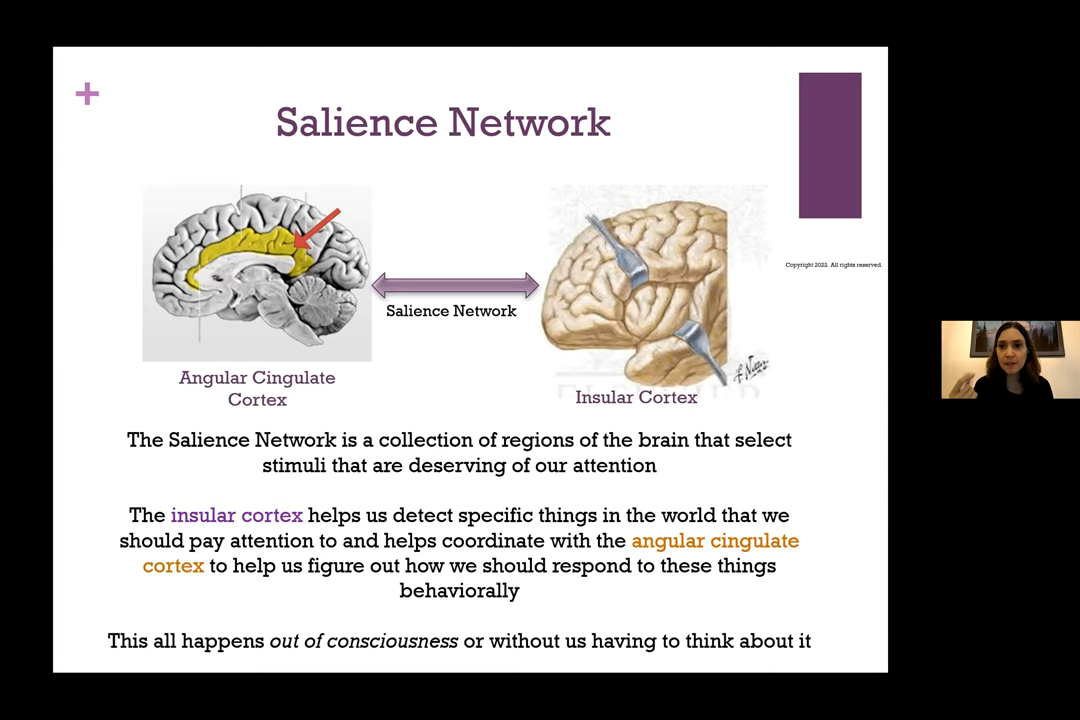 +
Salience Network
Copyright 2022. All rights reserved.
Salience Network
Angular Cingulate
Cortex
Insular Cortex
The Salience Network is a collection of regions of the brain that select
stimuli that are deserving of our attention
The insular cortex helps us detect specific things in the world that we
should pay attention to and helps coordinate with the angular cingulate
cortex to help us figure out how we should respond to these things
behaviorally
This all happens out of consciousness or without us having to think about it